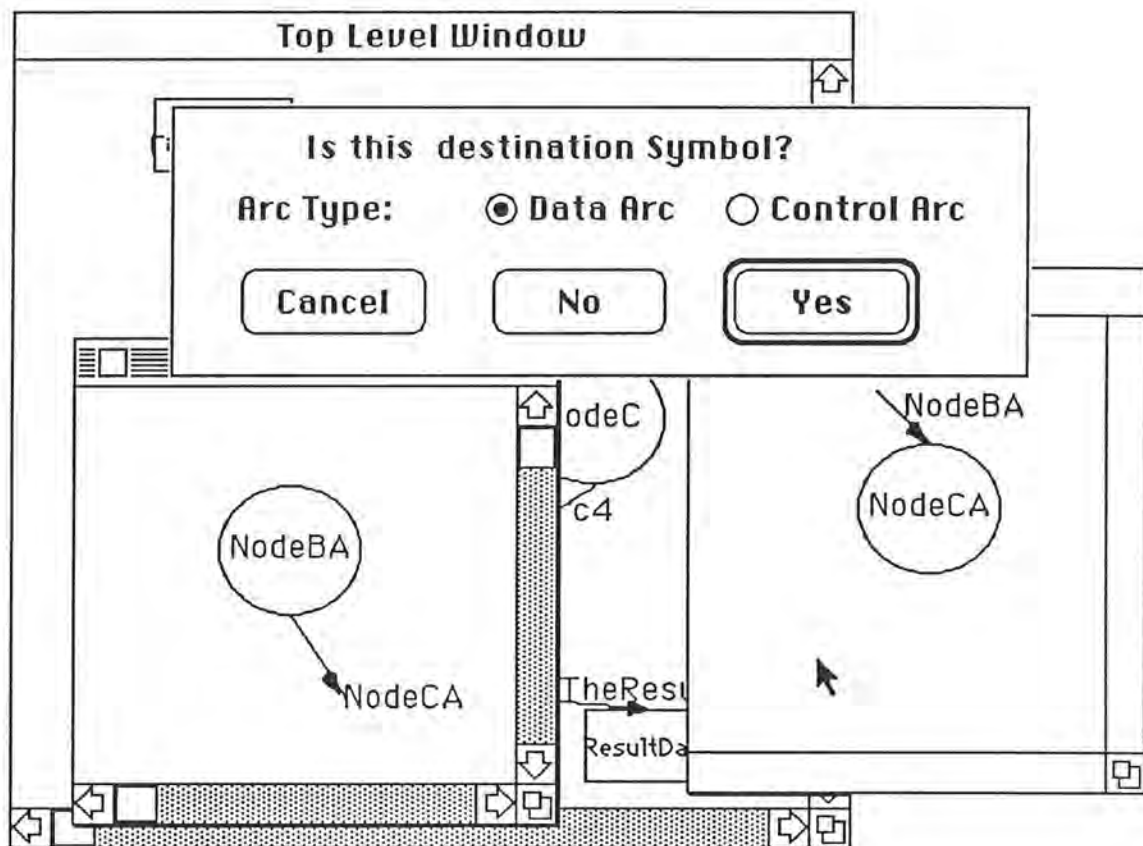 Top Level Window
Is this destination Symbol?
Arc Type: Data Arc Control Arc
Cancel No Yes
NodeBA
odeC
NodeCA
c4
NodeBA
NodeCA
TheResu
ResultDa